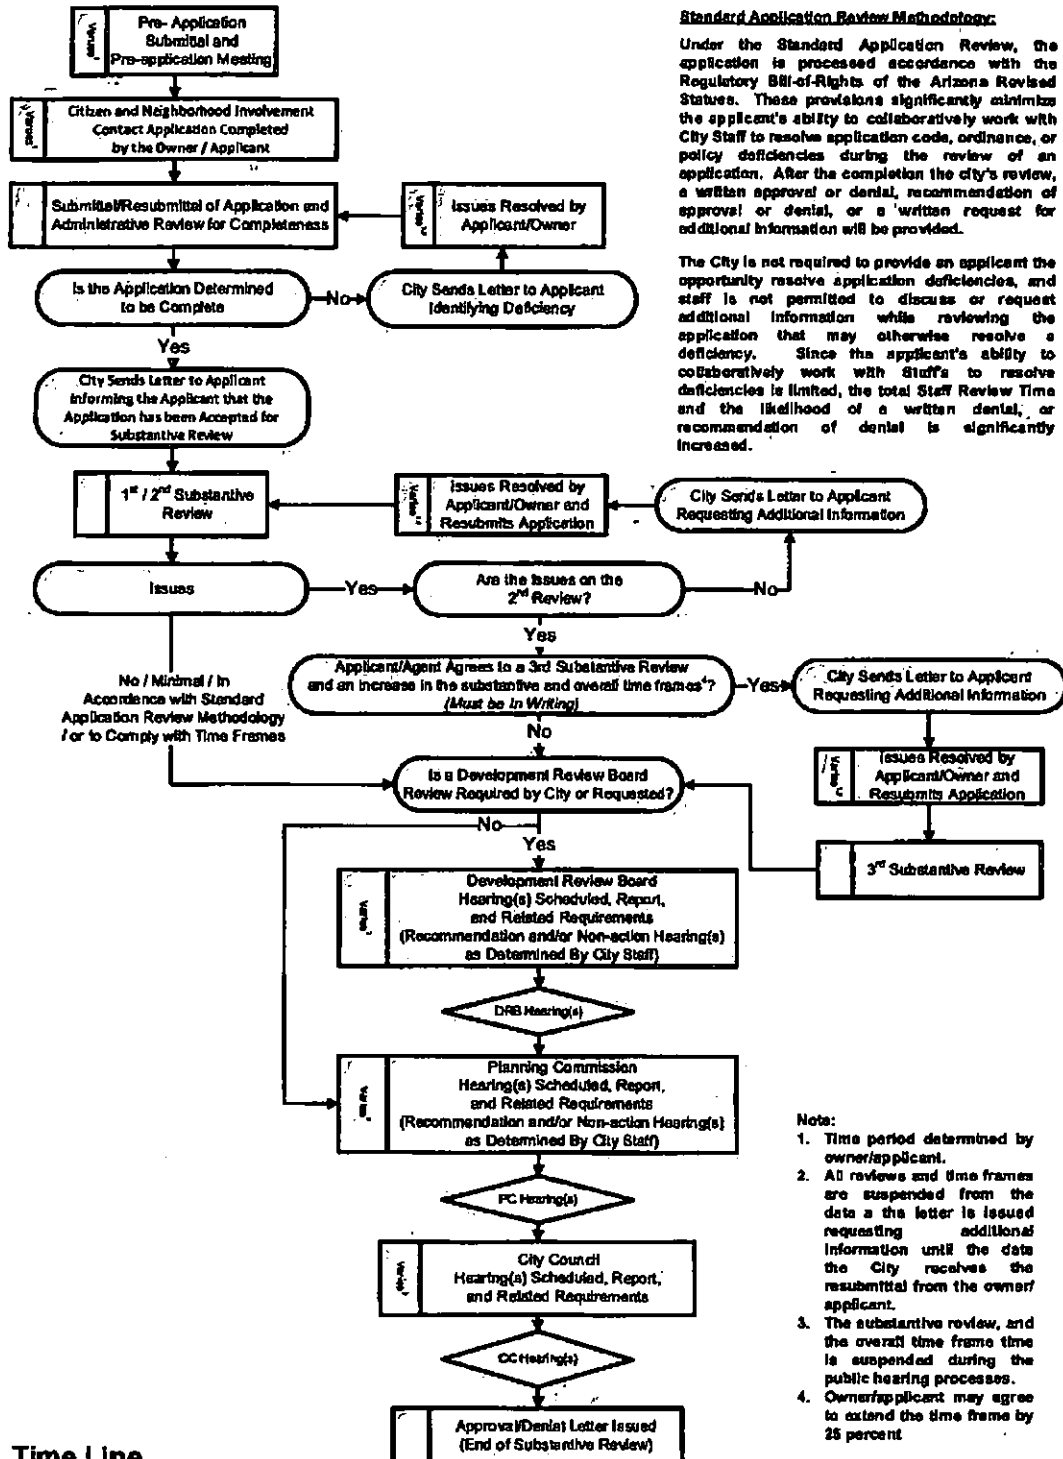 Pre- Application
Submittal and
Pre-application Meeting
Varies¹
Citizen and Neighborhood Involvement
Contact Application Completed
by the Owner / Applicant
Varies¹
Submittal/Resubmittal of Application and
Administrative Review for Completeness
Issues Resolved by
Applicant/Owner
Varies
Is the Application Determined
to be Complete
No
City Sends Letter to Applicant
Identifying Deficiency
Yes
City Sends Letter to Applicant
Informing the Applicant that the
Application has been Accepted for
Substantive Review
1st / 2nd Substantive
Review
Varies
Issues Resolved by
Applicant/Owner and
Resubmits Application
City Sends Letter to Applicant
Requesting Additional Information
Issues
Yes
Are the Issues on the
2nd Review?
No
Yes
No / Minimal / In
Accordance with Standard
Application Review Methodology
/ or to Comply with Time Frames
Applicant/Agent Agrees to a 3rd Substantive Review
and an increase in the substantive and overall time frames⁴?
(Must be In Writing)
Yes
City Sends Letter to Applicant
Requesting Additional Information
No
Varies
Issues Resolved by
Applicant/Owner and
Resubmits Application
Is a Development Review Board
Review Required by City or Requested?
No
Yes
3rd Substantive Review
Varies
Development Review Board
Hearing(s) Scheduled, Report,
and Related Requirements
(Recommendation and/or Non-action Hearing(s)
as Determined By City Staff)
DRB Hearing(s)
Varies
Planning Commission
Hearing(s) Scheduled, Report,
and Related Requirements
(Recommendation and/or Non-action Hearing(s)
as Determined By City Staff)
PC Hearing(s)
Varies
City Council
Hearing(s) Scheduled, Report,
and Related Requirements
CC Hearing(s)
Approval/Denial Letter Issued
(End of Substantive Review)
Time Line
Standard Application Review Methodology:
Under the Standard Application Review, the
application is processed accordance with the
Regulatory Bill-of-Rights of the Arizona Revised
Statues. These provisions significantly minimize
the applicant's ability to collaboratively work with
City Staff to resolve application code, ordinance, or
policy deficiencies during the review of an
application. After the completion the city's review,
a written approval or denial, recommendation of
approval or denial, or a written request for
additional information will be provided.
The City is not required to provide an applicant the
opportunity resolve application deficiencies, and
staff is not permitted to discuss or request
additional information while reviewing the
application that may otherwise resolve a
deficiency. Since the applicant's ability to
collaboratively work with Staff's to resolve
deficiencies is limited, the total Staff Review Time
and the likelihood of a written denial, or
recommendation of denial is significantly
increased.
Note:
1. Time period determined by
owner/applicant.
2. All reviews and time frames
are suspended from the
date a the letter is issued
requesting additional
information until the date
the City receives the
resubmittal from the owner/
applicant.
3. The substantive review, and
the overall time frame time
is suspended during the
public hearing processes.
4. Owner/applicant may agree
to extend the time frame by
25 percent